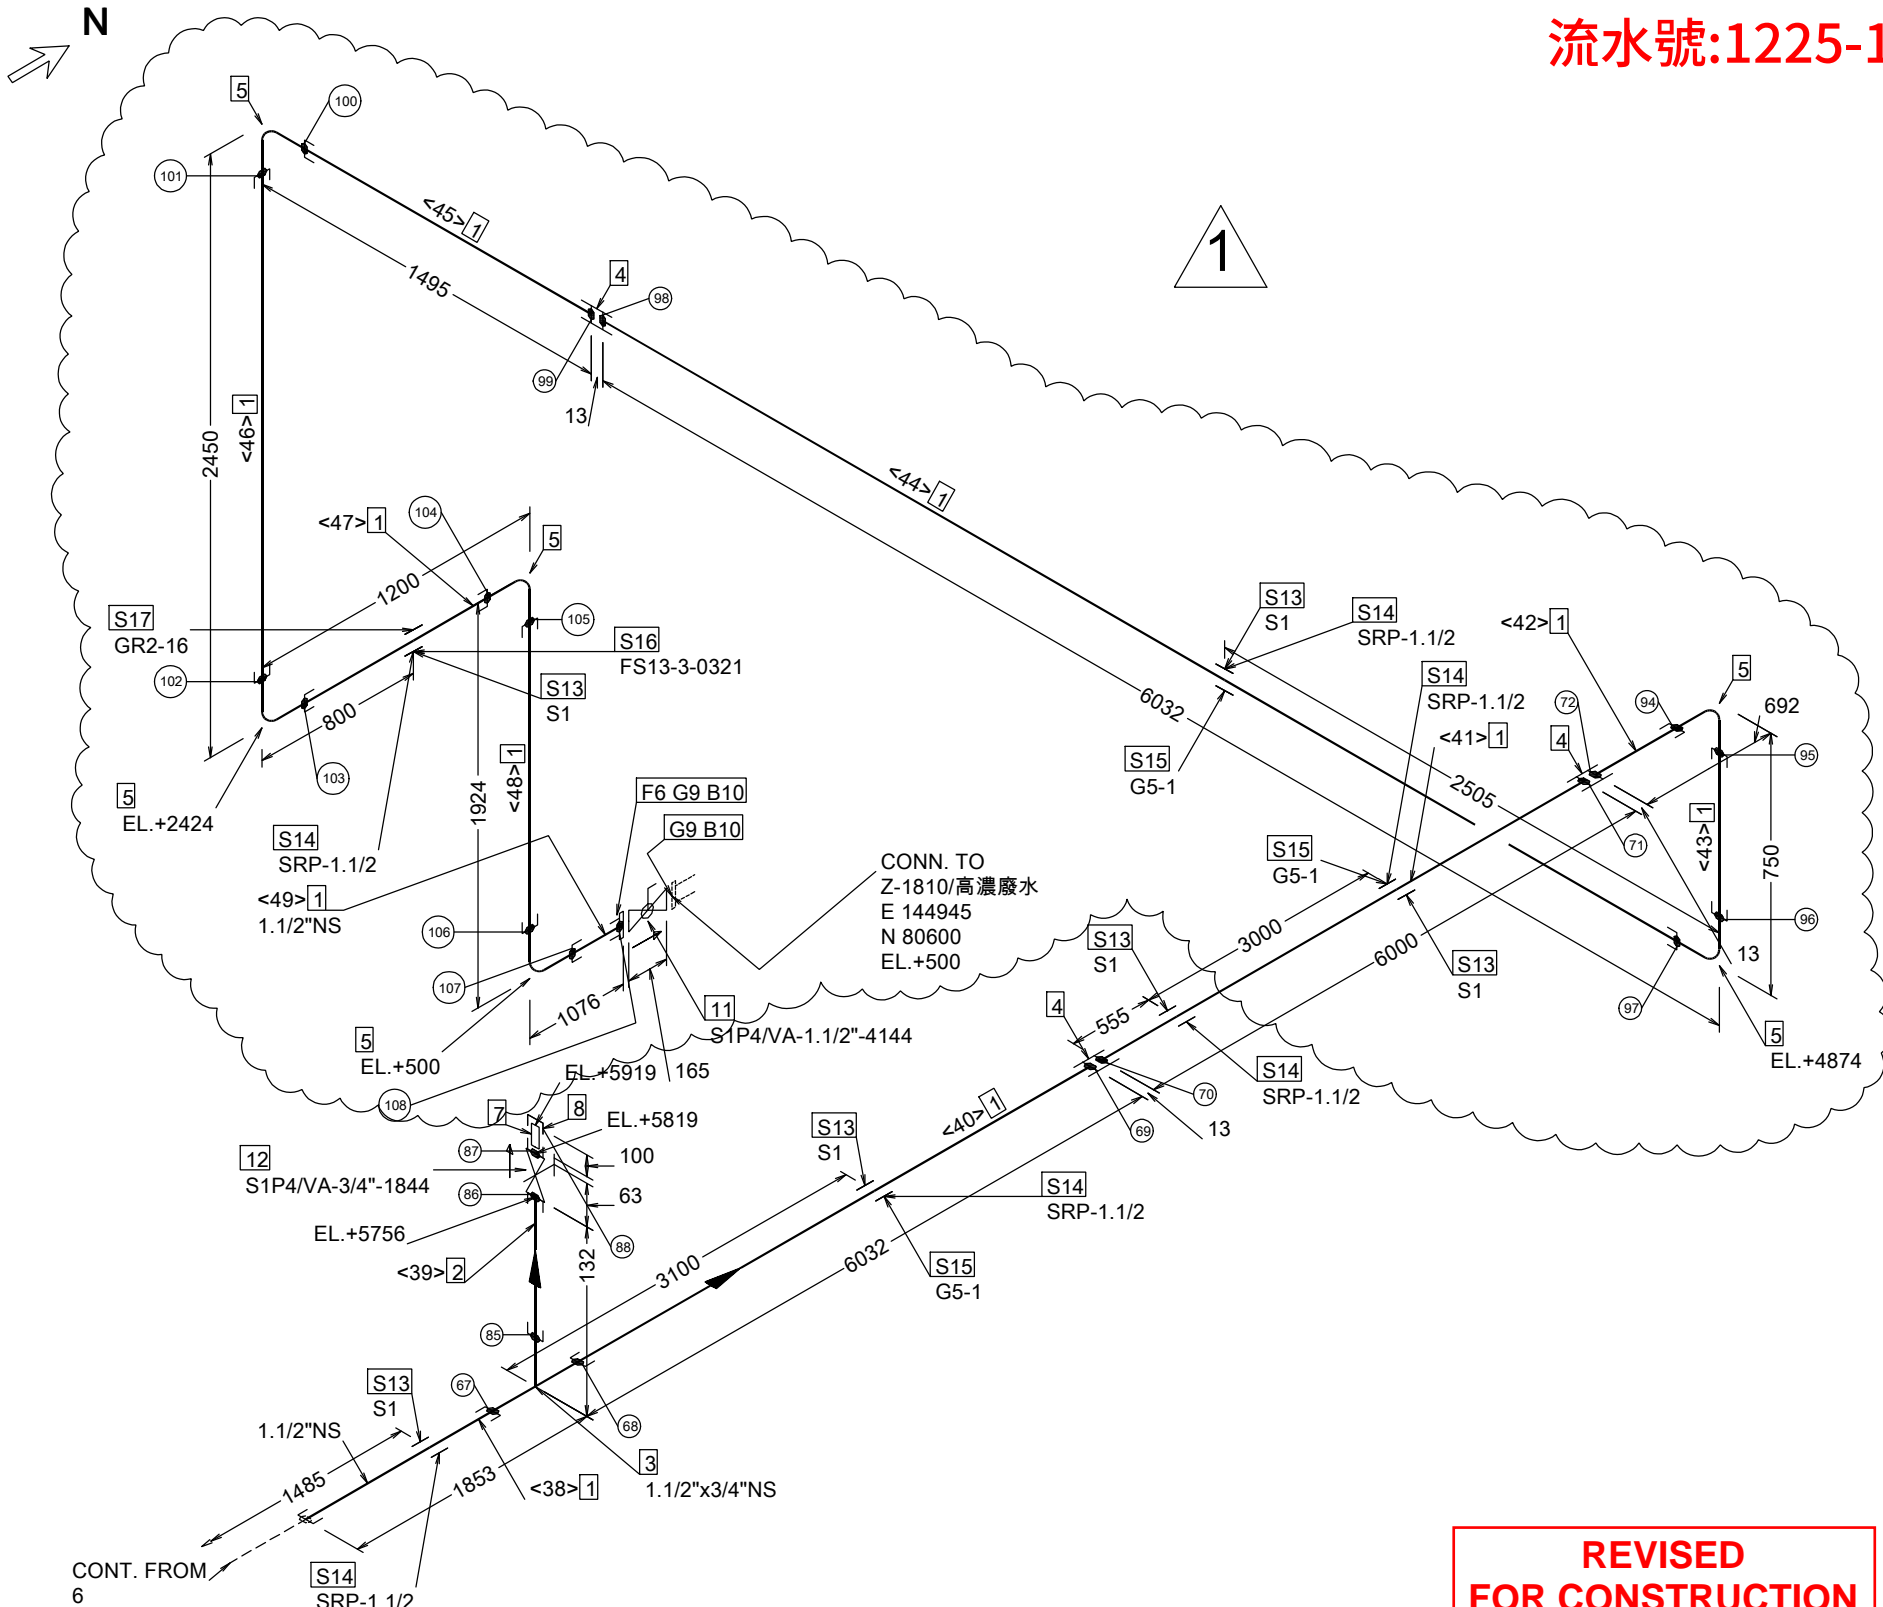 N
流水號:1225-1
5
100
101
<45> 1
1495
4
98
99
13
1
2450
<46> 1
<44> 1
<47> 1
104
5
1200
S17
GR2-16
105
S16
FS13-3-0321
S13
S1
102
800
103
5
EL.+2424
S14
SRP-1.1/2
1924
<48> 1
<49> 1
1.1/2"NS
106
107
F6 G9 B10
G9 B10
CONN. TO
Z-1810/高濃廢水
E 144945
N 80600
EL.+500
1076
11
S1P4/VA-1.1/2"-4144
165
5
EL.+500
108
S13
S1
S14
SRP-1.1/2
6032
S15
G5-1
S14
SRP-1.1/2
<41> 1
<42> 1
72
94
5
692
4
95
2505
71
<43> 1
750
96
13
97
5
EL.+4874
S15
G5-1
3000
6000
S13
S1
S13
S1
4
555
S14
SRP-1.1/2
70
69
13
EL.+5919
7
8
EL.+5819
87
100
12
S1P4/VA-3/4"-1844
86
63
EL.+5756
88
<39> 2
132
85
S13
S1
<40> 1
S14
SRP-1.1/2
3100
6032
S15
G5-1
S13
S1
67
68
1.1/2"NS
3
1.1/2"x3/4"NS
1485
1853
<38> 1
CONT. FROM
6
S14
SRP-1.1/2
REVISED
FOR CONSTRUCTION